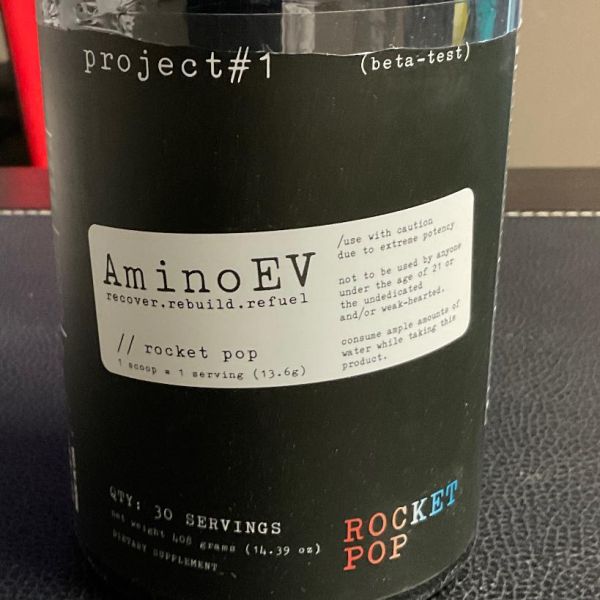 project#1
(beta-test)
AminoEV
recover.rebuild.refuel
// rocket pop
1 scoop = 1 serving (13.6g)
/use with caution
due to extreme potency
not to be used by anyone
under the age of 21 or
the undedicated
and/or weak-hearted.
consume ample amounts of
water while taking this
product.
QTY: 30 SERVINGS
net weight 408 grams (14.39 oz)
DIETARY SUPPLEMENT
ROCKET
POP